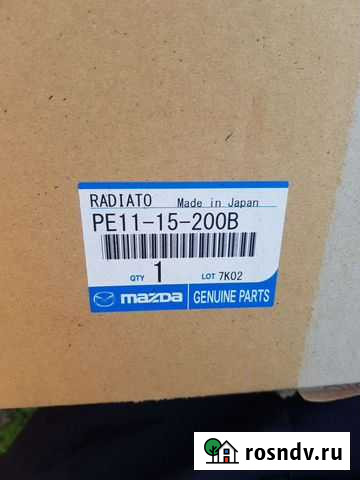 RADIATO Made in Japan
PE11-15-200B
QTY 1 LOT 7K02
mazda GENUINE PARTS
rosndv.ru